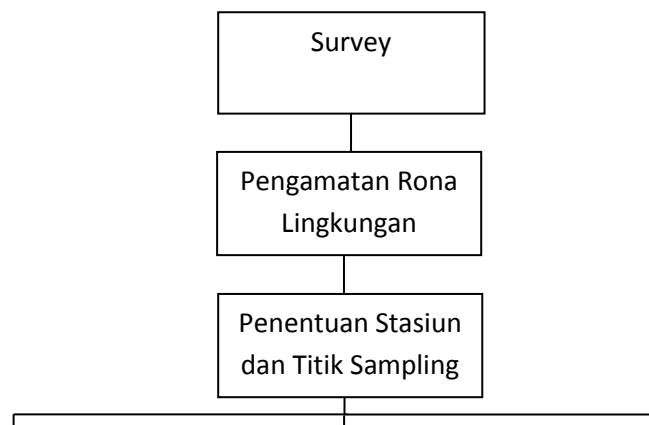 Survey
Pengamatan Rona
Lingkungan
Penentuan Stasiun
dan Titik Sampling